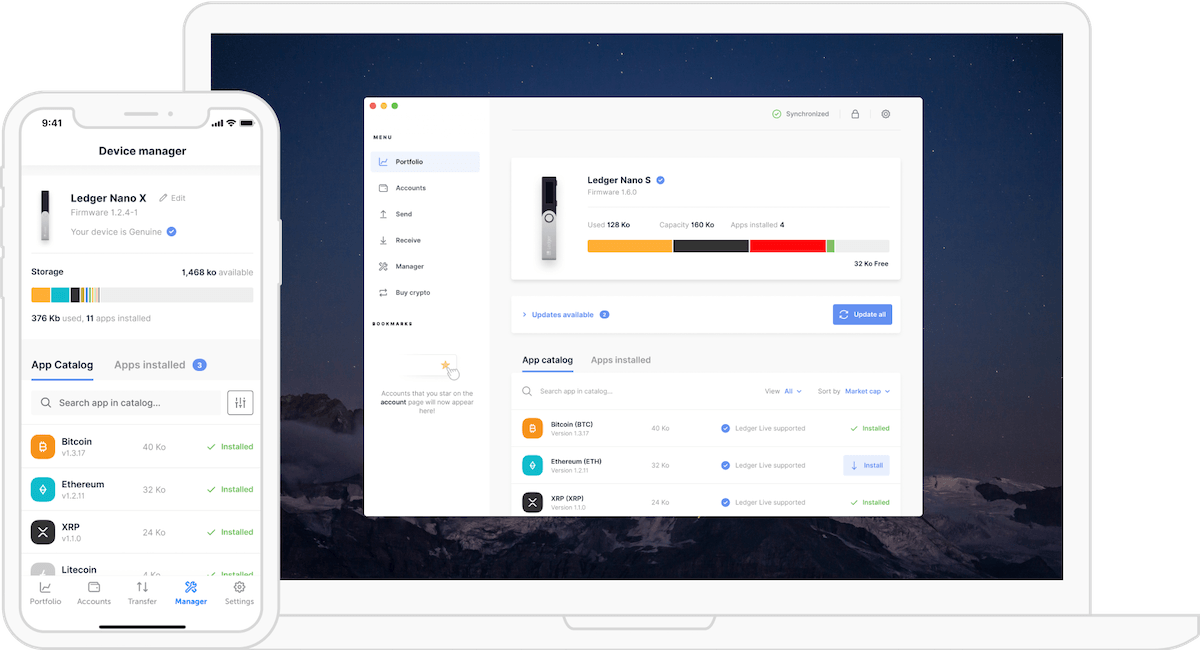 9:41
Device manager
Ledger Nano X
Edit
Firmware 1.2.4-1
Your device is Genuine
Storage
1,468 ko available
376 Kb used, 11 apps installed
App Catalog
Apps installed 3
Search app in catalog...
Bitcoin
v1.3.17
40 Ko
Installed
Ethereum
v1.2.11
32 Ko
Installed
XRP
v1.1.0
24 Ko
Installed
Litecoin
4 Ko
Installed
Portfolio
Accounts
Transfer
Manager
Settings
MENU
Portfolio
Accounts
Send
Receive
Manager
Buy crypto
BOOKMARKS
Accounts that you star on the
account page will now appear
here!
Synchronized
Ledger Nano S
Firmware 1.6.0
Used 128 Ko
Capacity 160 Ko
Apps installed 4
32 Ko Free
Updates available 2
Update all
App catalog
Apps installed
Search app in catalog...
View All
Sort by Market cap
Bitcoin (BTC)
Version 1.3.17
40 Ko
Ledger Live supported
Installed
Ethereum (ETH)
Version 1.2.11
32 Ko
Ledger Live supported
Install
XRP (XRP)
Version 1.1.0
24 Ko
Ledger Live supported
Installed